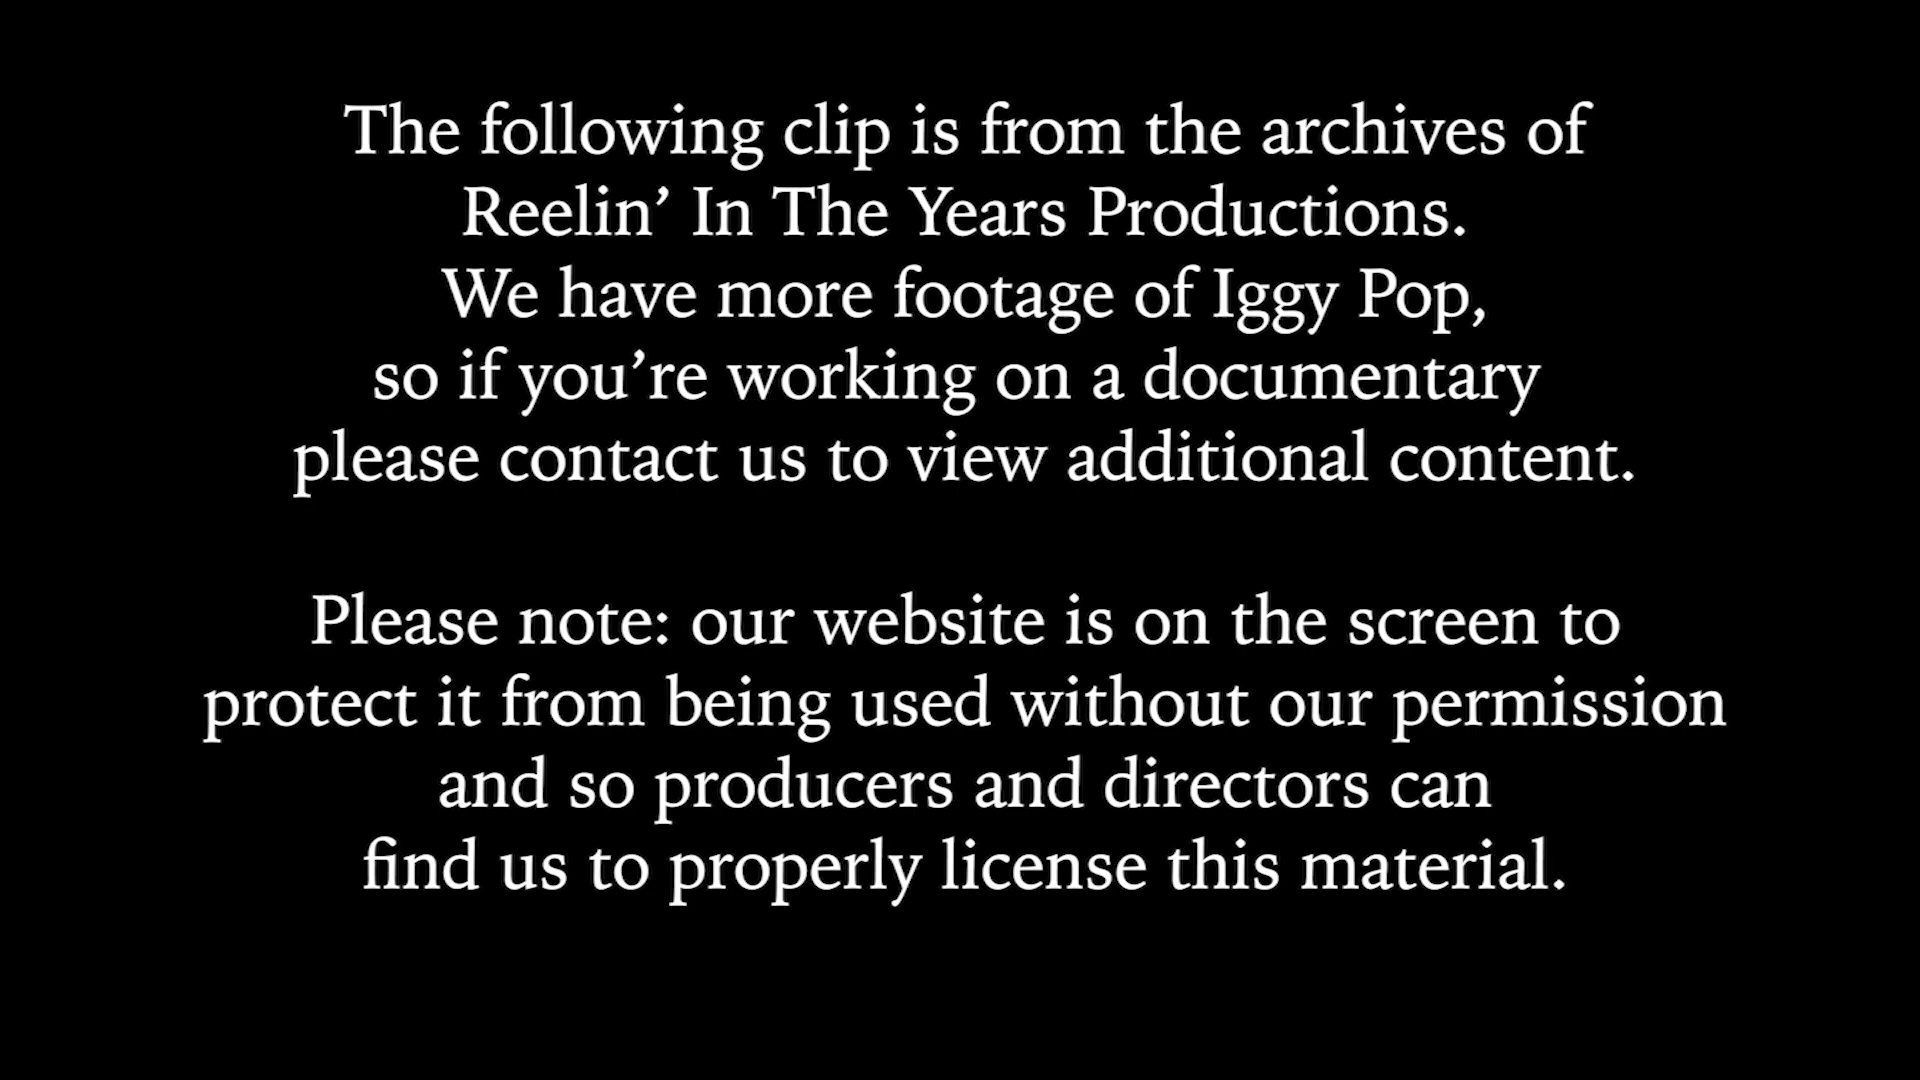 The following clip is from the archives of
Reelin’ In The Years Productions.
We have more footage of Iggy Pop,
so if you’re working on a documentary
please contact us to view additional content.
Please note: our website is on the screen to
protect it from being used without our permission
and so producers and directors can
find us to properly license this material.